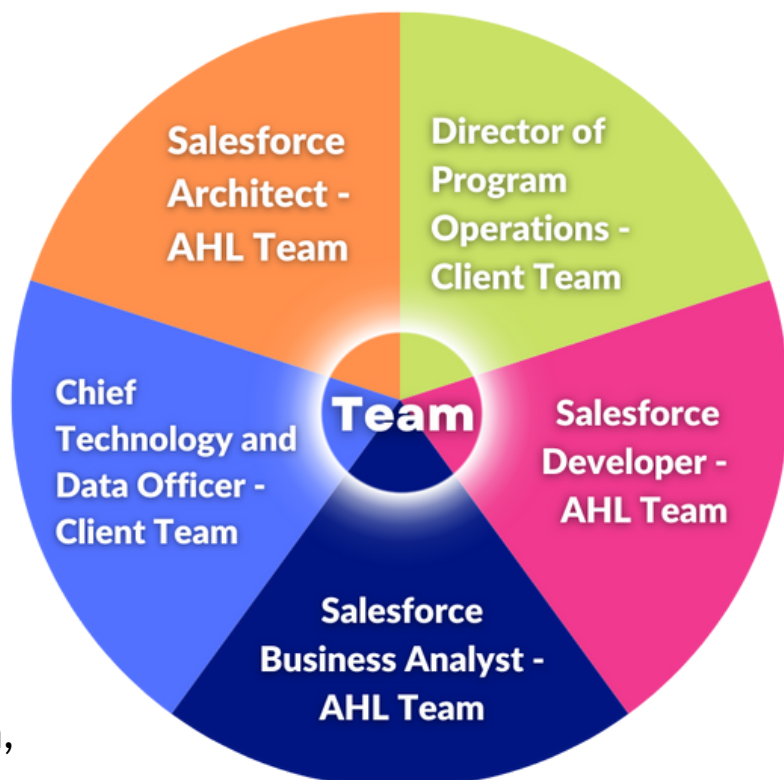 Salesforce
Architect -
AHL Team
Director of
Program
Operations -
Client Team
Chief
Technology and
Data Officer -
Client Team
Team
Salesforce
Developer -
AHL Team
Salesforce
Business Analyst -
AHL Team
,